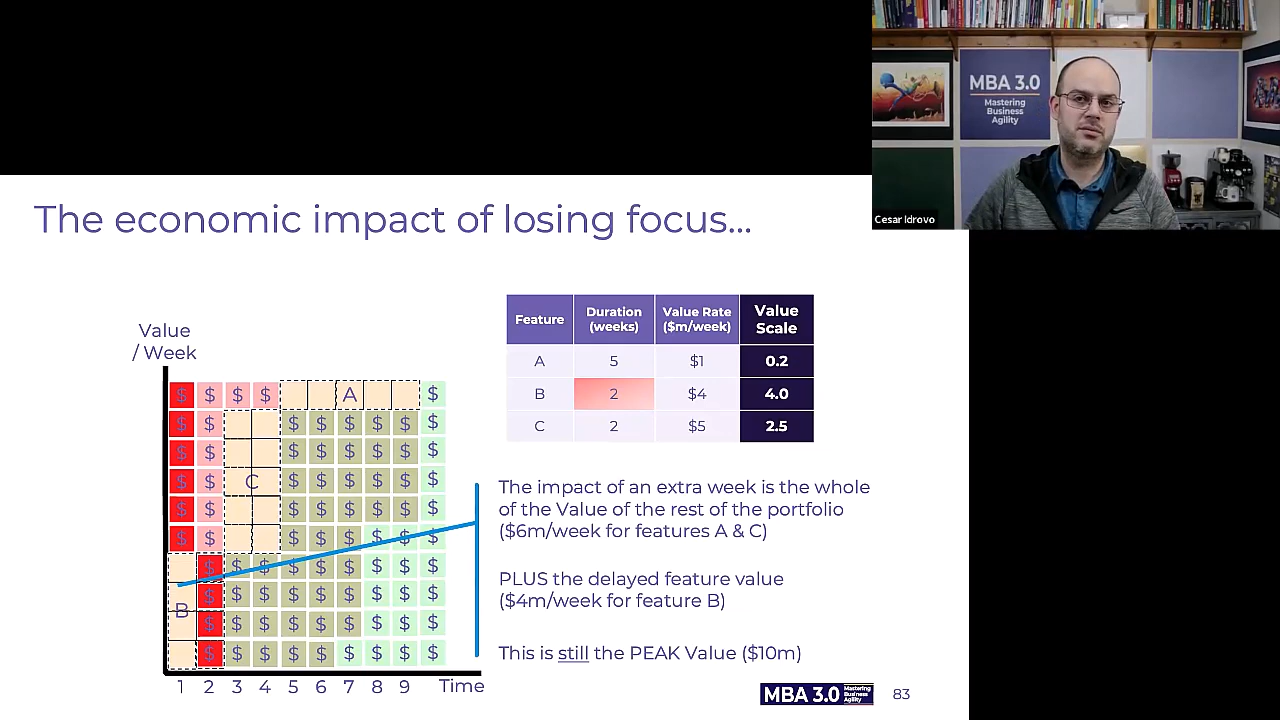 MBA 3.0
Mastering
Business
Agility
Cesar Idrovo
The economic impact of losing focus...
Feature Duration (weeks) Value Rate ($m/week) Value Scale
A 5 $1 0.2
B 2 $4 4.0
C 2 $5 2.5
Value
/ Week
$ $ $ $ A $
$ $ $ $ $ $ $ $
$ $ $ $ $ $ $ $
$ $ C $ $ $ $ $ $
$ $ $ $ $ $ $ $
$ $ $ $ $ $ $ $
$ $ $ $ $ $ $ $ $
$ $ $ $ $ $ $ $ $
B $ $ $ $ $ $ $ $ $
$ $ $ $ $ $ $ $ $
1 2 3 4 5 6 7 8 9 Time
The impact of an extra week is the whole
of the Value of the rest of the portfolio
($6m/week for features A & C)
PLUS the delayed feature value
($4m/week for feature B)
This is still the PEAK Value ($10m)
MBA 3.0 Mastering Business Agility 83